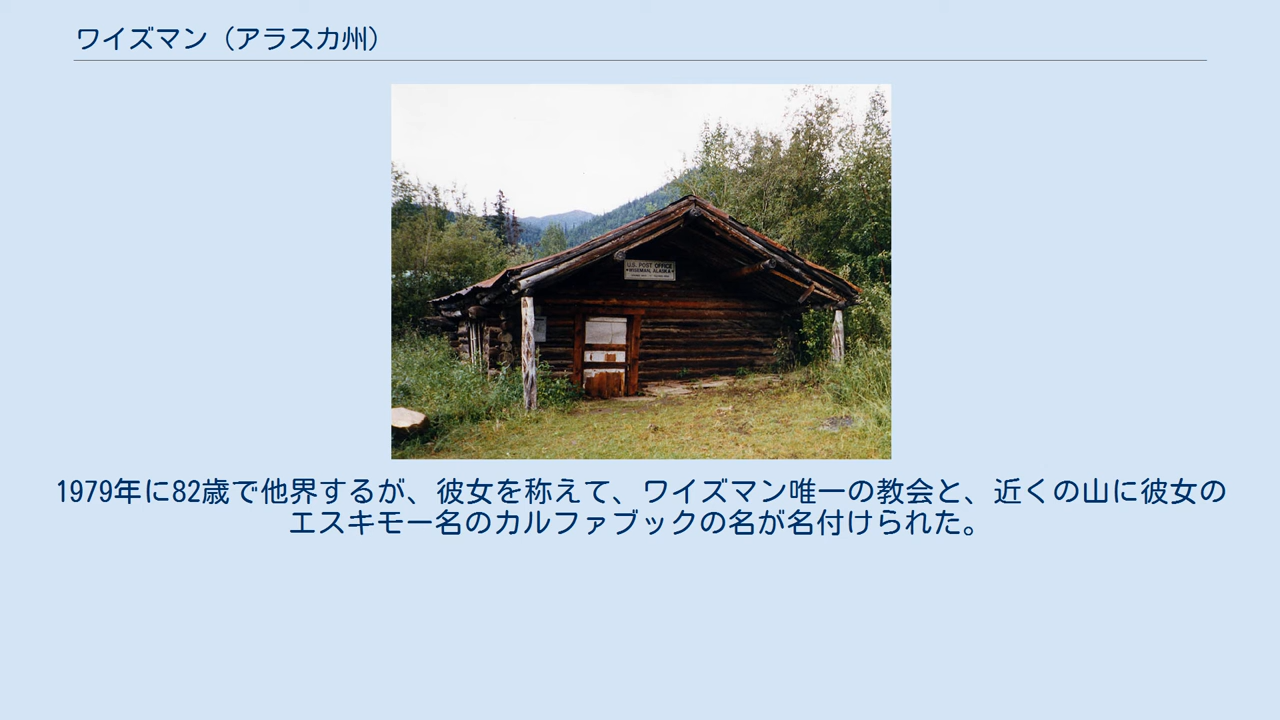 ワイズマン（アラスカ州）
U.S. POST OFFICE
WISEMAN, ALASKA
1979年に82歳で他界するが、彼女を称えて、ワイズマン唯一の教会と、近くの山に彼女の
エスキモー名のカルファブックの名が名付けられた。